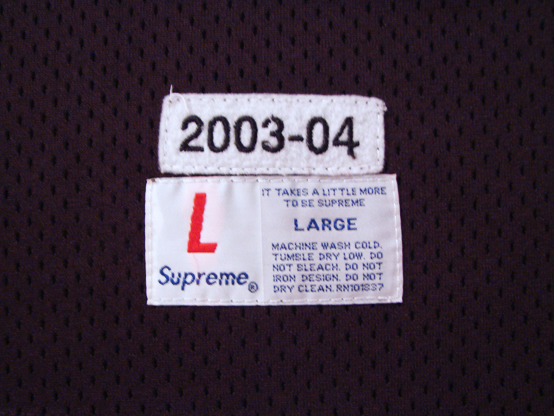 2003-04
L
Supreme®
IT TAKES A LITTLE MORE
TO BE SUPREME
LARGE
MACHINE WASH COLD.
TUMBLE DRY LOW. DO
NOT BLEACH. DO NOT
IRON DESIGN. DO NOT
DRY CLEAN. RN101837